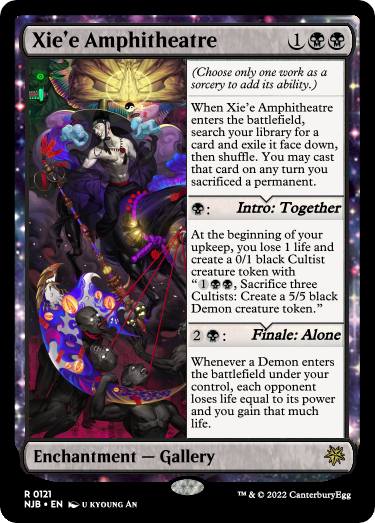 Xie'e Amphitheatre 1
(Choose only one work as a
sorcery to add its ability.)
When Xie'e Amphitheatre
enters the battlefield,
search your library for a
card and exile it face down,
then shuffle. You may cast
that card on any turn you
sacrificed a permanent.
: Intro: Together
At the beginning of your
upkeep, you lose 1 life and
create a 0/1 black Cultist
creature token with
“1, Sacrifice three
Cultists: Create a 5/5 black
Demon creature token.”
2 : Finale: Alone
Whenever a Demon enters
the battlefield under your
control, each opponent
loses life equal to its power
and you gain that much
life.
Enchantment — Gallery
R 0121
NJB • EN U KYOUNG AN
™ & © 2022 CanterburyEgg